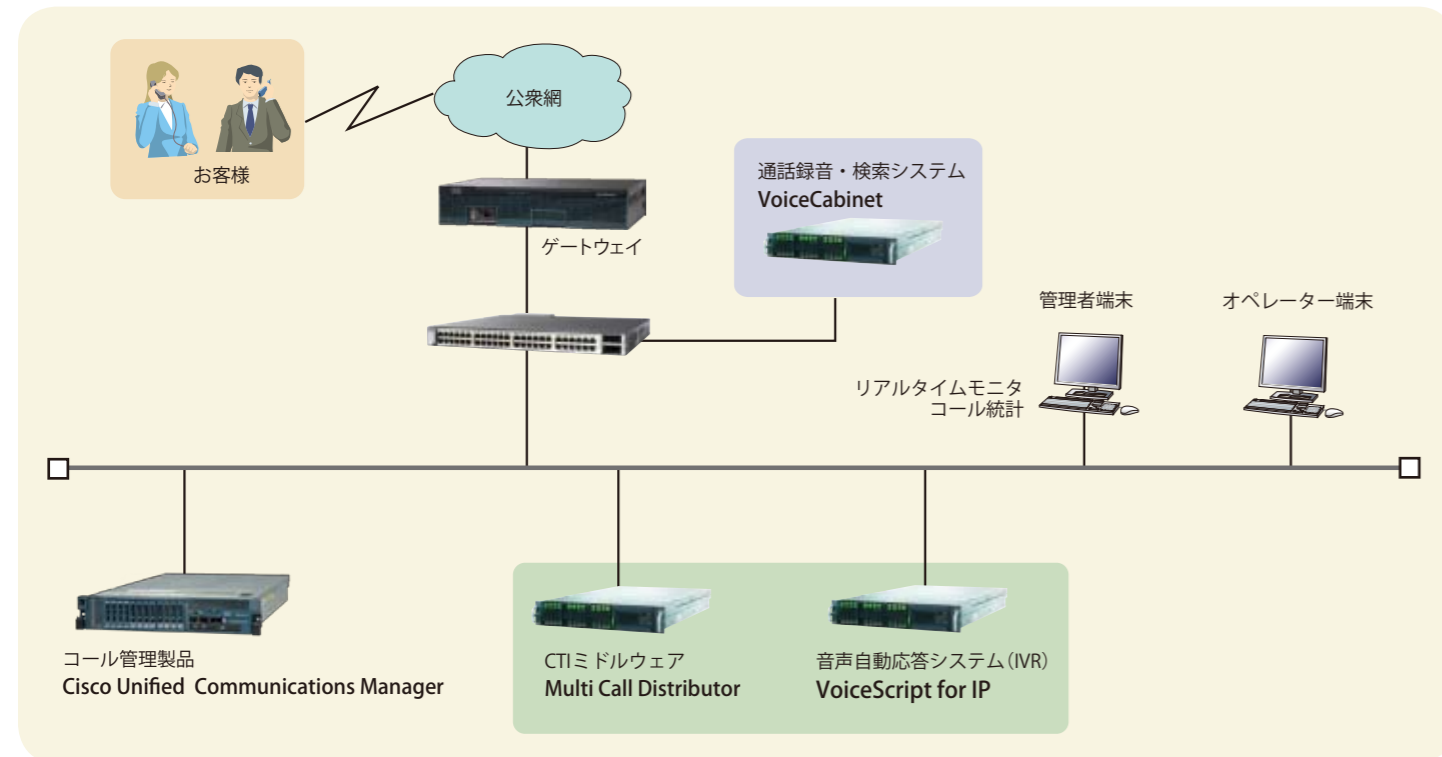 公衆網
お客様
ゲートウェイ
通話録音・検索システム
VoiceCabinet
管理者端末
オペレーター端末
リアルタイムモニタ
コール統計
コール管理製品
Cisco Unified Communications Manager
CTIミドルウェア
Multi Call Distributor
音声自動応答システム(IVR)
VoiceScript for IP